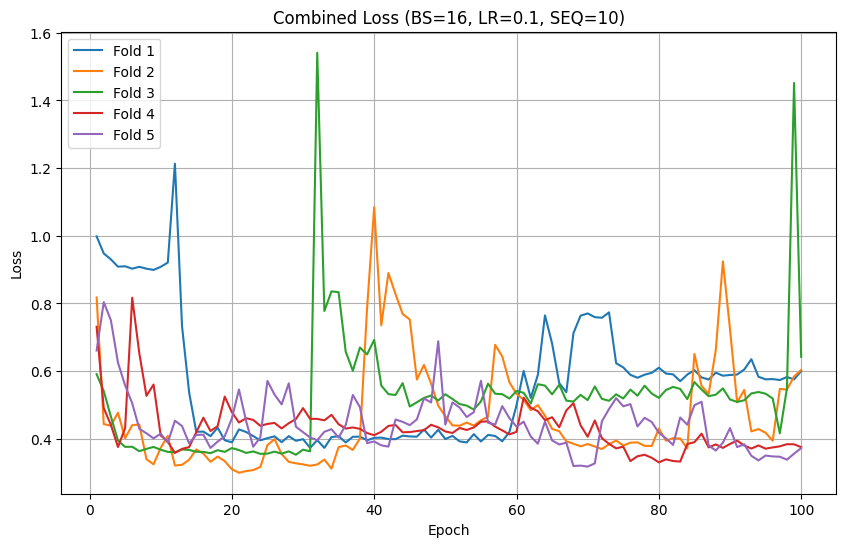 Combined Loss (BS=16, LR=0.1, SEQ=10)
1.6
1.4
1.2
1.0
0.8
0.6
0.4
Loss
Fold 1
Fold 2
Fold 3
Fold 4
Fold 5
0 20 40 60 80 100
Epoch